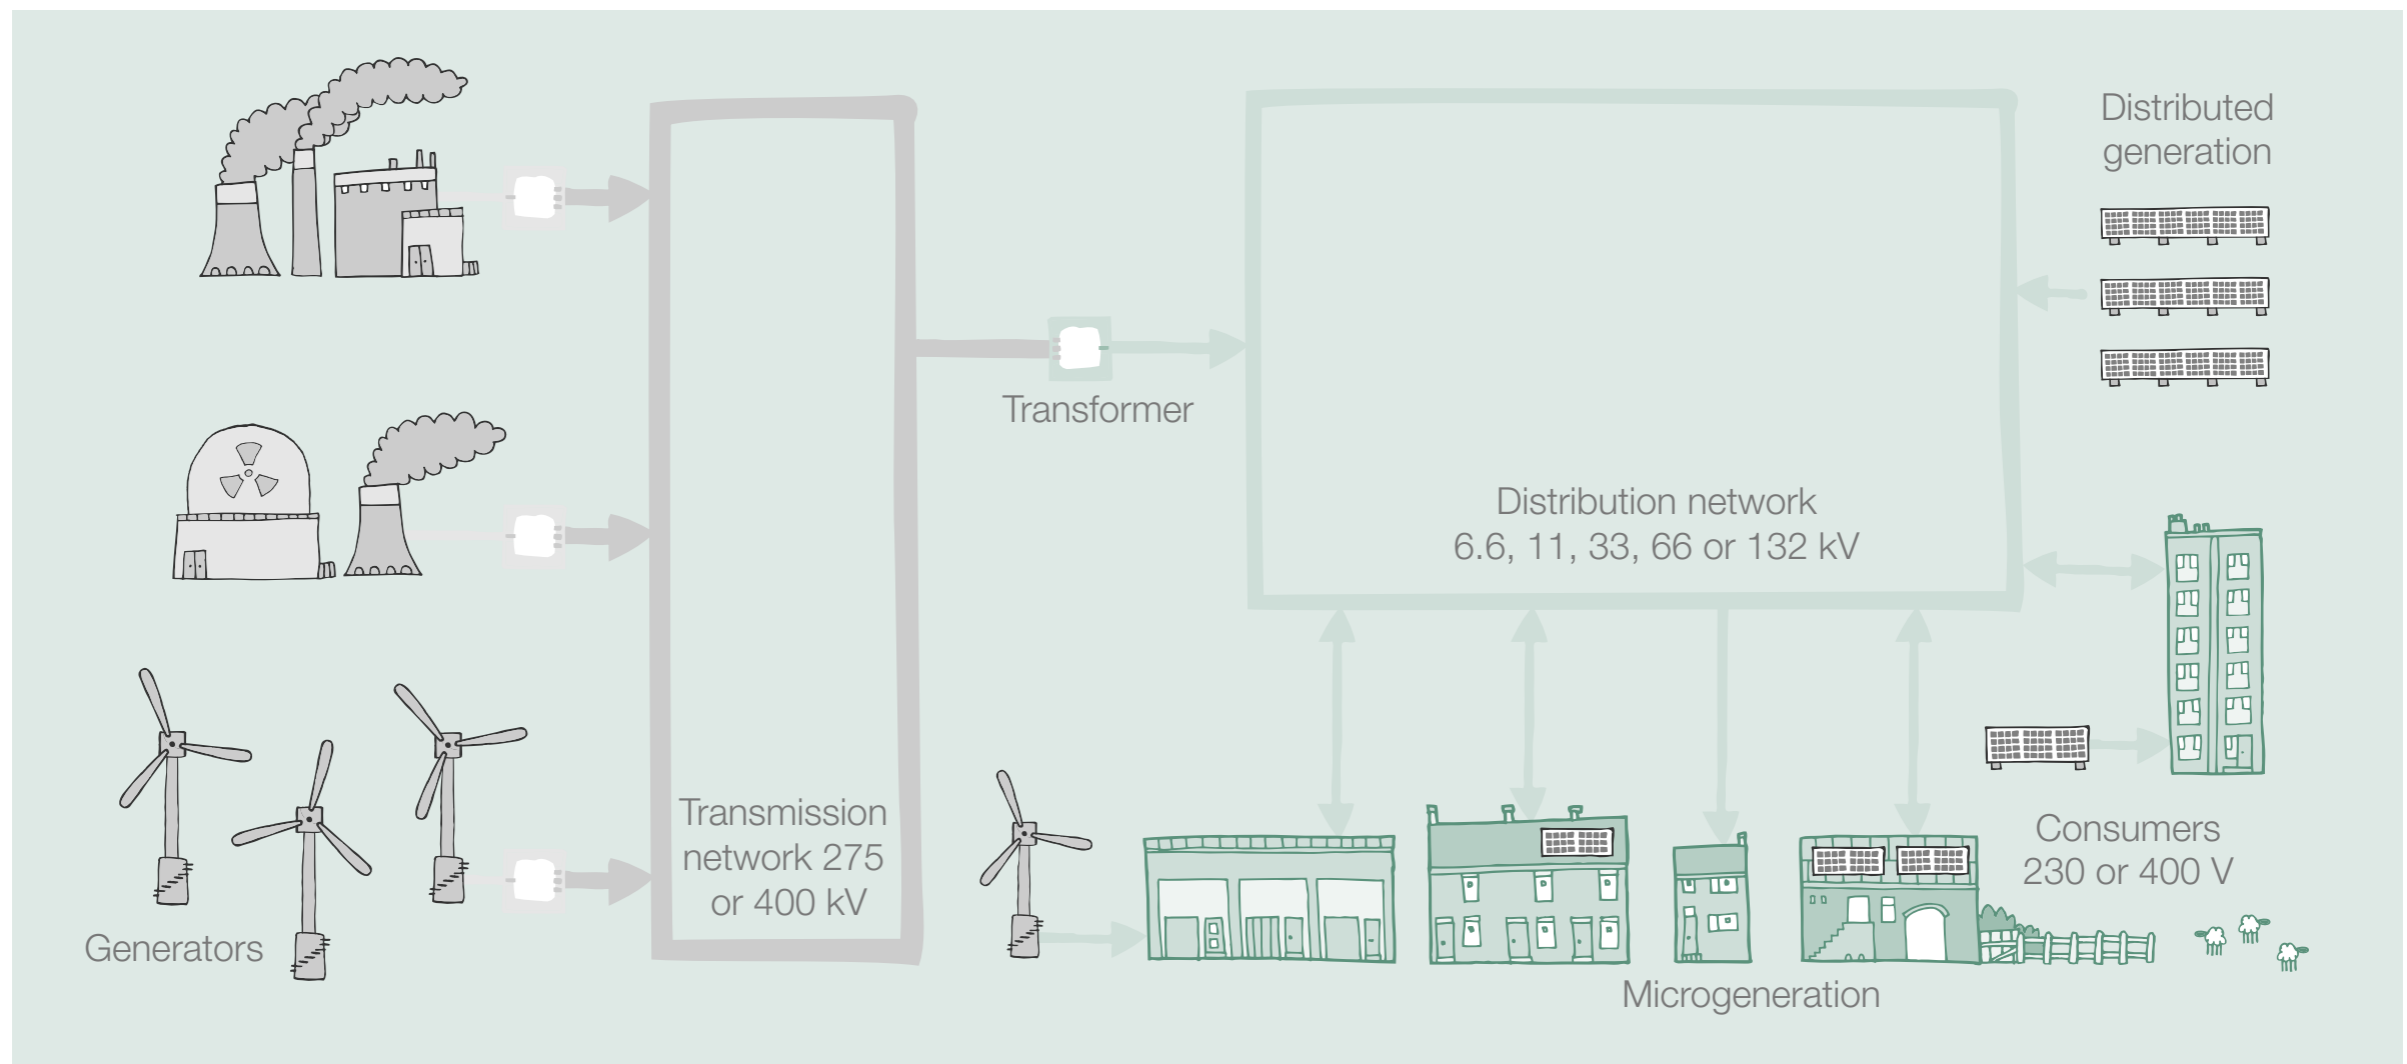 Distributed
generation
Transformer
Distribution network
6.6, 11, 33, 66 or 132 kV
Transmission
network 275
or 400 kV
Generators
Consumers
230 or 400 V
Microgeneration